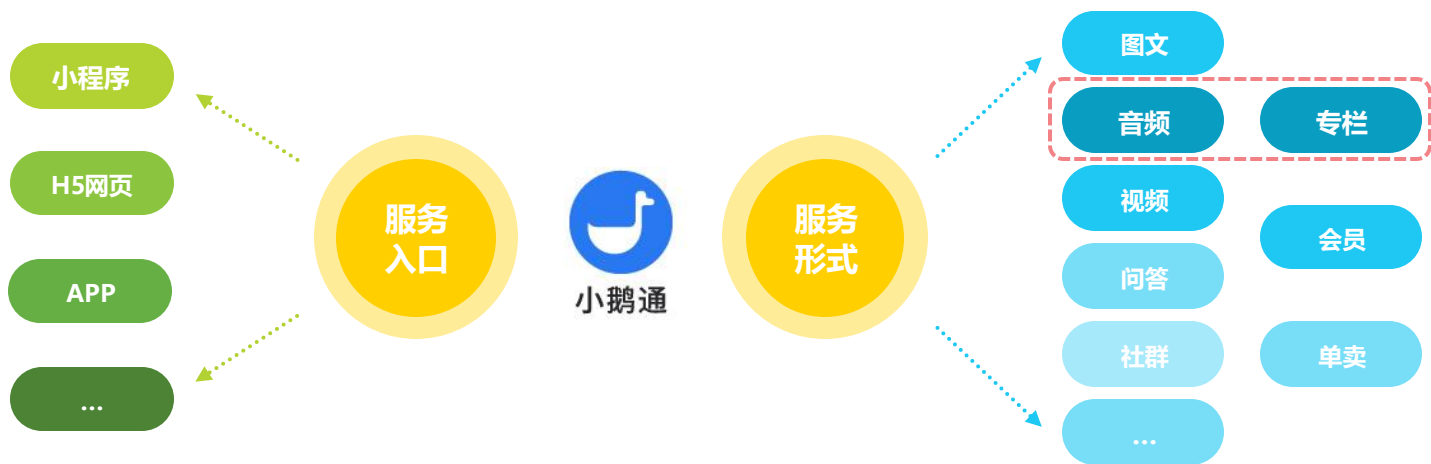 小程序
H5网页
APP
...
服务
入口
小鹅通
服务
形式
图文
音频
专栏
视频
会员
问答
社群
单卖
...